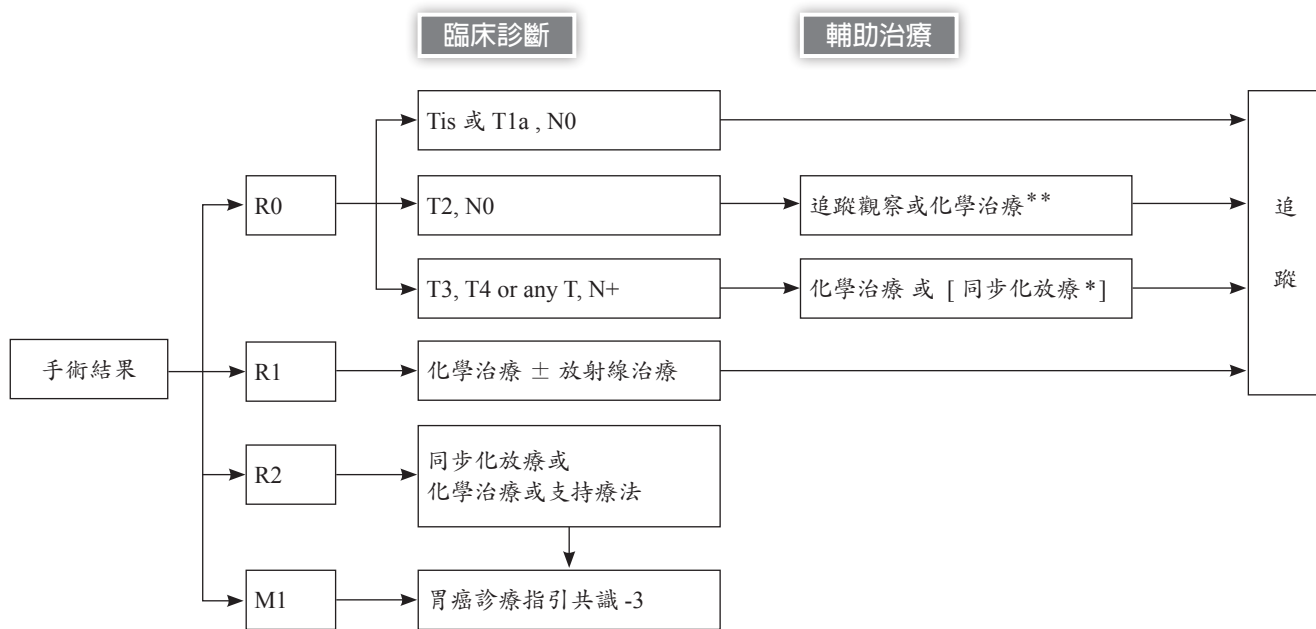 臨床診斷
輔助治療
Tis 或 T1a , N0
R0
T2, N0
追蹤觀察或化學治療**
追
蹤
T3, T4 or any T, N+
化學治療 或 [ 同步化放療 *]
手術結果
R1
化學治療 ± 放射線治療
R2
同步化放療或
化學治療或支持療法
M1
胃癌診療指引共識 -3